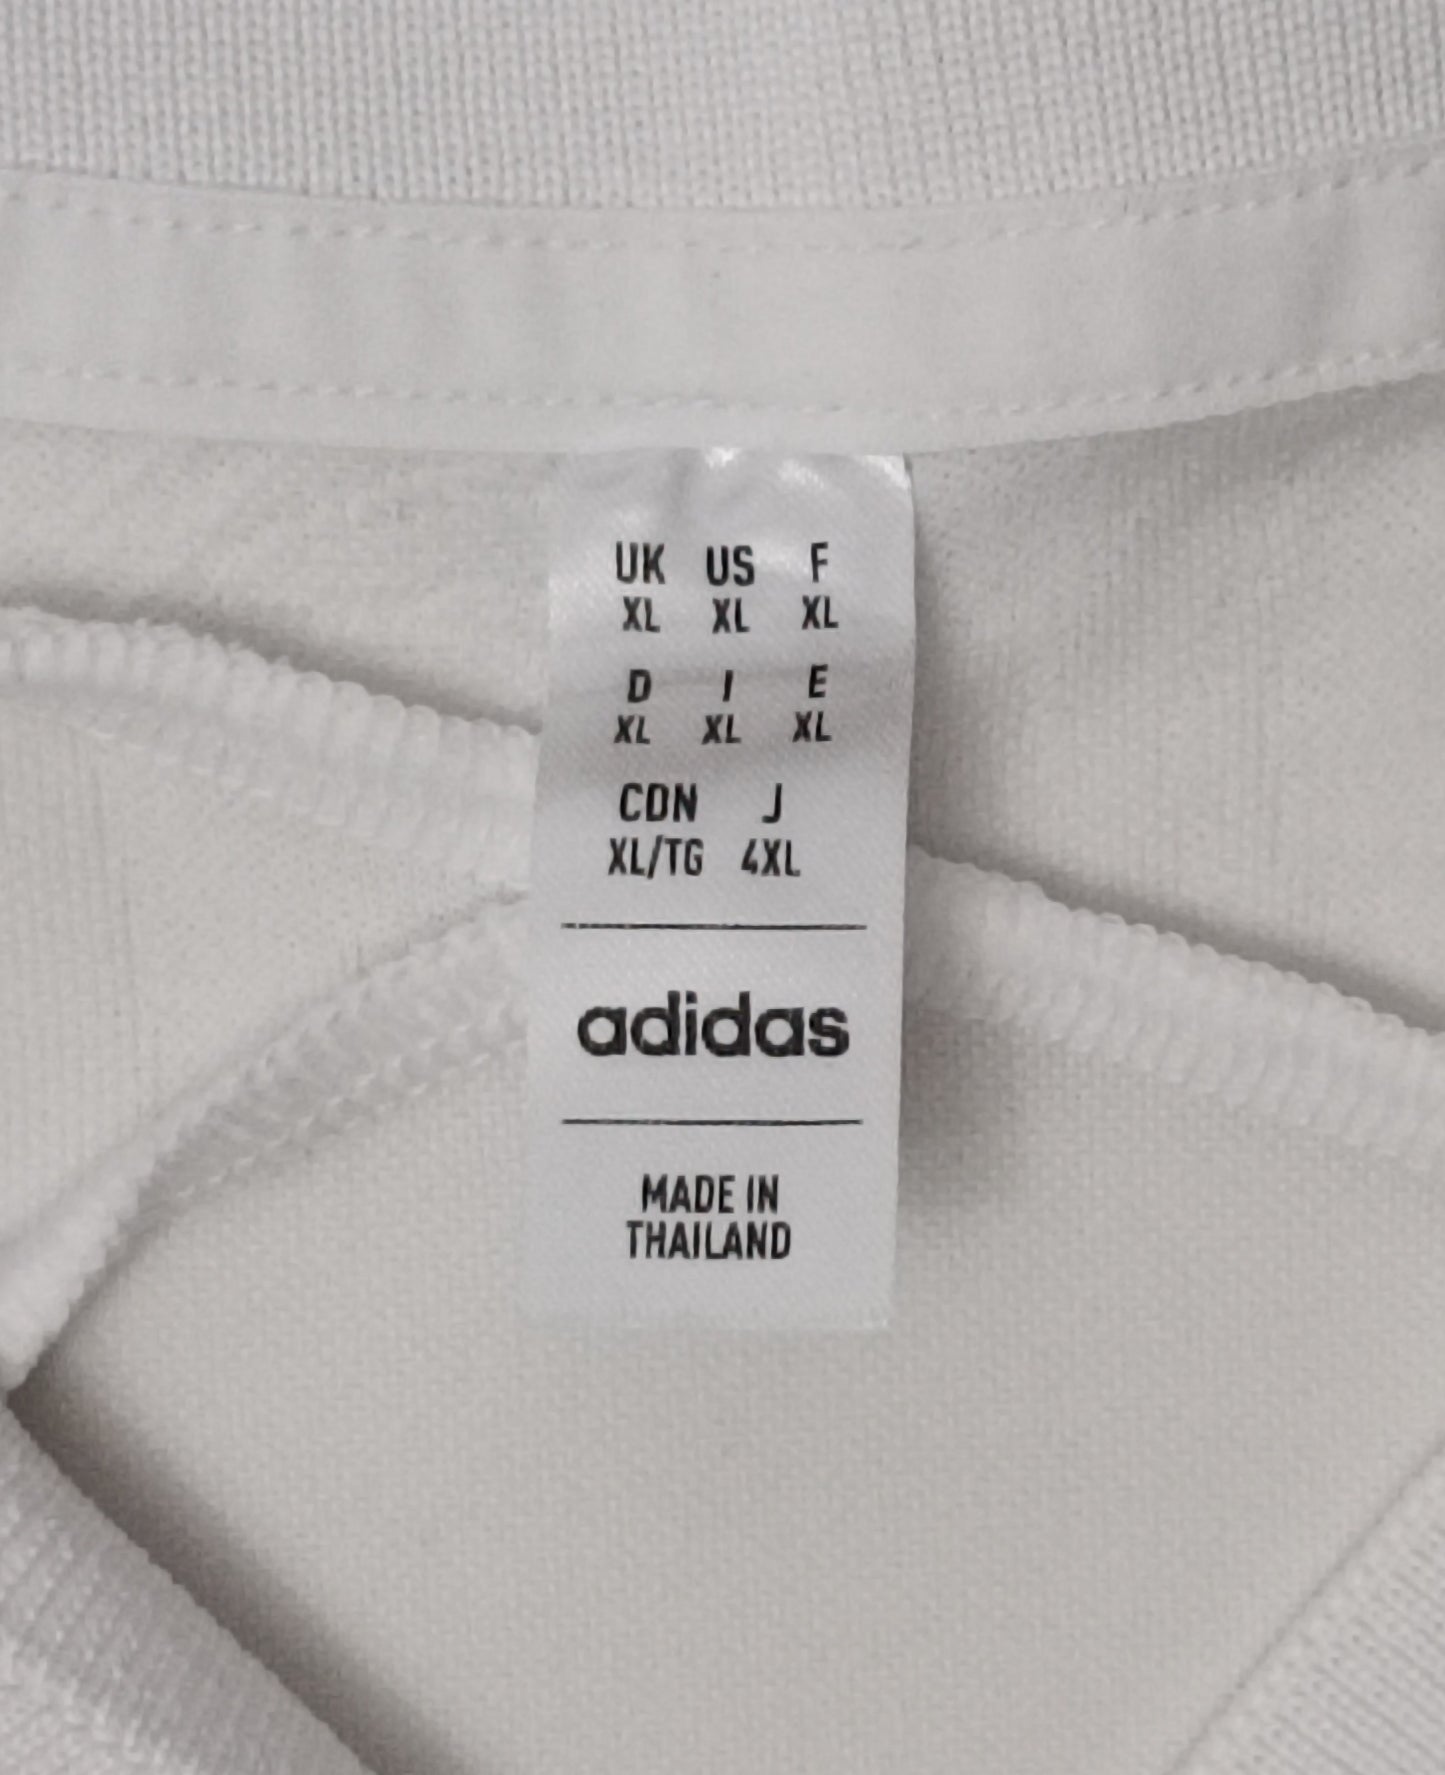 UK US F
XL XL XL
D I E
XL XL XL
CDN J
XL/TG 4XL
adidas
MADE IN
THAILAND